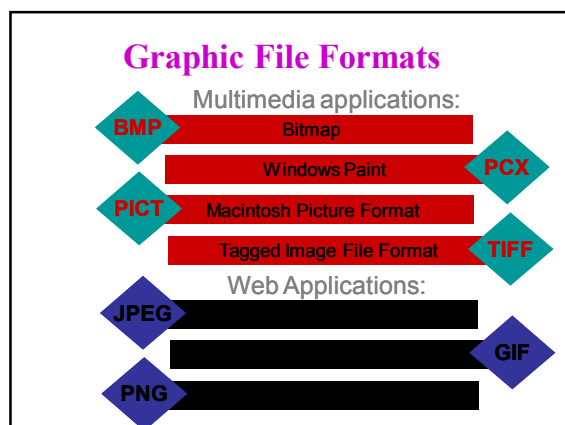 Graphic File Formats
Multimedia applications:
BMP
Bitmap
Windows Paint
PCX
PICT
Macintosh Picture Format
Tagged Image File Format
TIFF
Web Applications:
JPEG
GIF
PNG